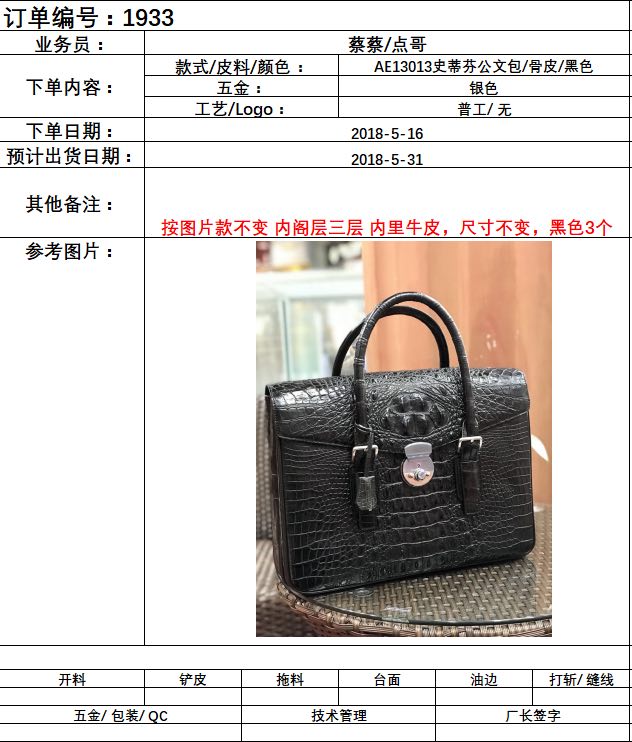 订单编号：1933
业务员： 蔡蔡/点哥
下单内容： 款式/皮料/颜色： AE13013史蒂芬公文包/骨皮/黑色
五金： 银色
工艺/Logo： 普工/ 无
下单日期： 2018-5-16
预计出货日期： 2018-5-31
其他备注： 按图片款不变 内阁层三层 内里牛皮，尺寸不变，黑色3个
参考图片：
开料 铲皮 拖料 台面 油边 打斩/ 缝线
五金/ 包装/ QC 技术管理 厂长签字